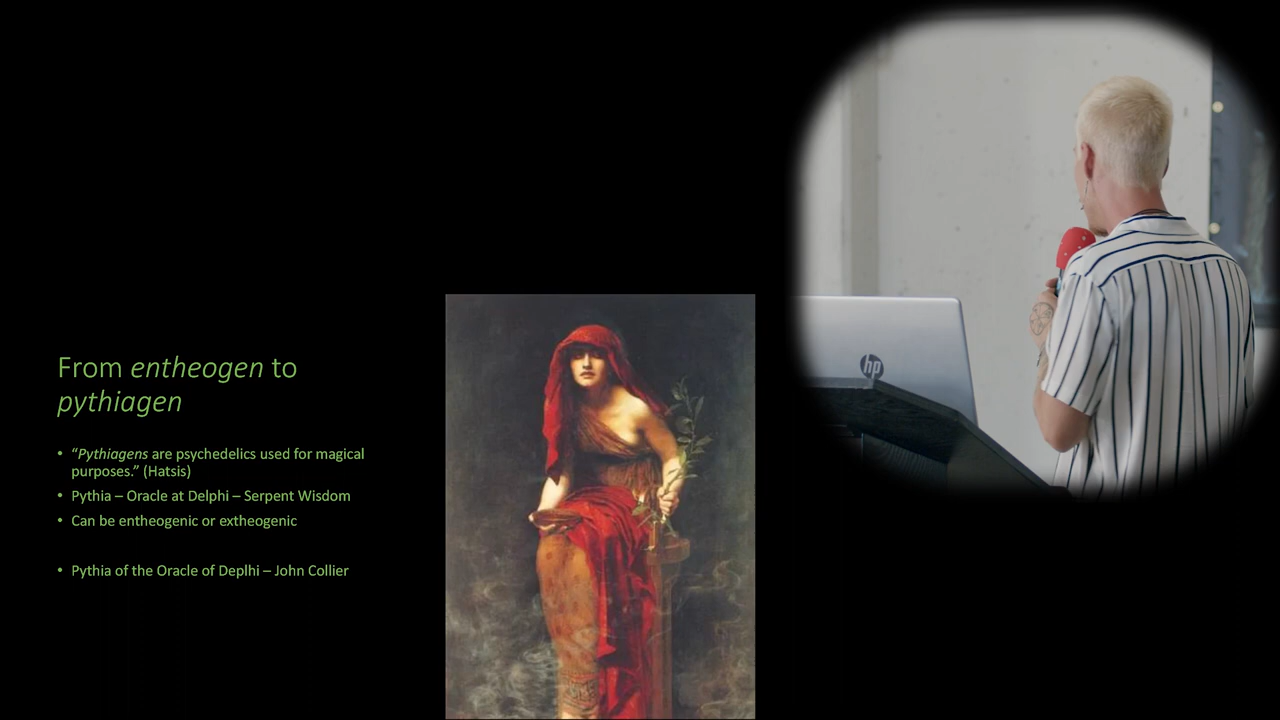 From entheogen to
pythiagen
• “Pythiagens are psychedelics used for magical
purposes.” (Hatsis)
• Pythia – Oracle at Delphi – Serpent Wisdom
• Can be entheogenic or extheogenic
• Pythia of the Oracle of Deplhi – John Collier
hp